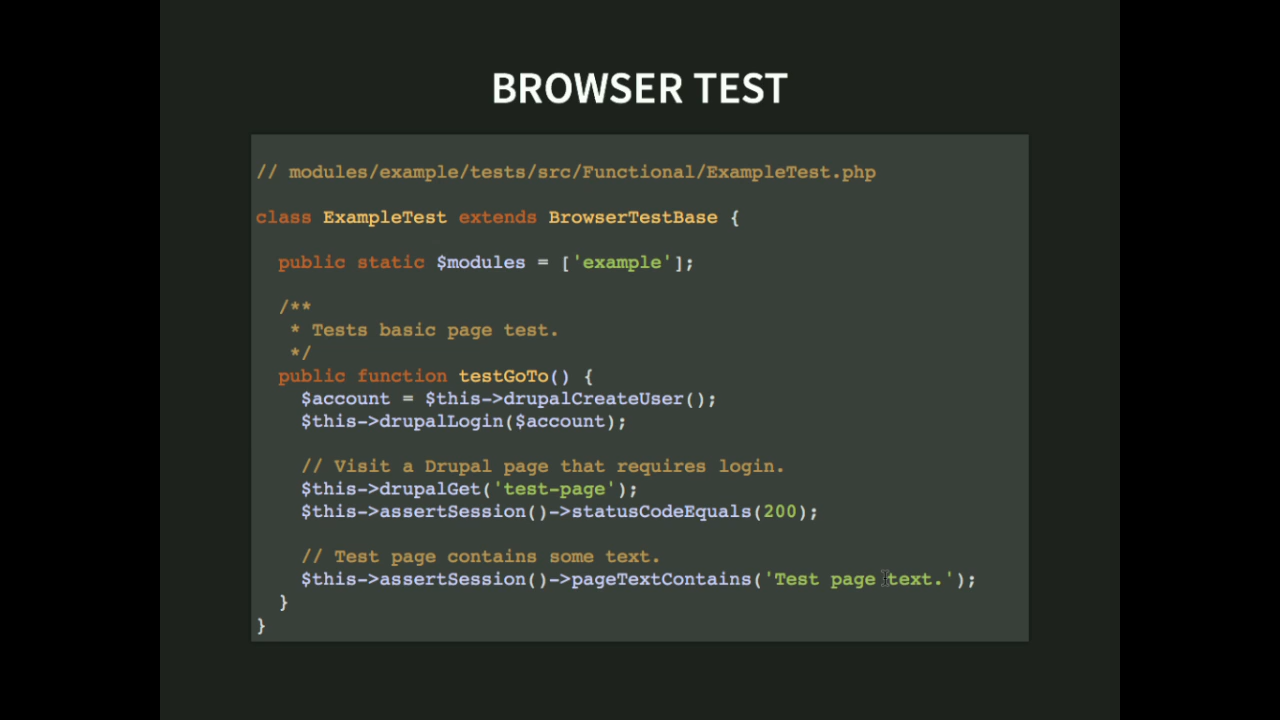 BROWSER TEST
// modules/example/tests/src/Functional/ExampleTest.php
class ExampleTest extends BrowserTestBase {
public static $modules = ['example'];
/**
* Tests basic page test.
*/
public function testGoTo() {
$account = $this->drupalCreateUser();
$this->drupalLogin($account);
// Visit a Drupal page that requires login.
$this->drupalGet('test-page');
$this->assertSession()->statusCodeEquals(200);
// Test page contains some text.
$this->assertSession()->pageTextContains('Test page text.');
}
}